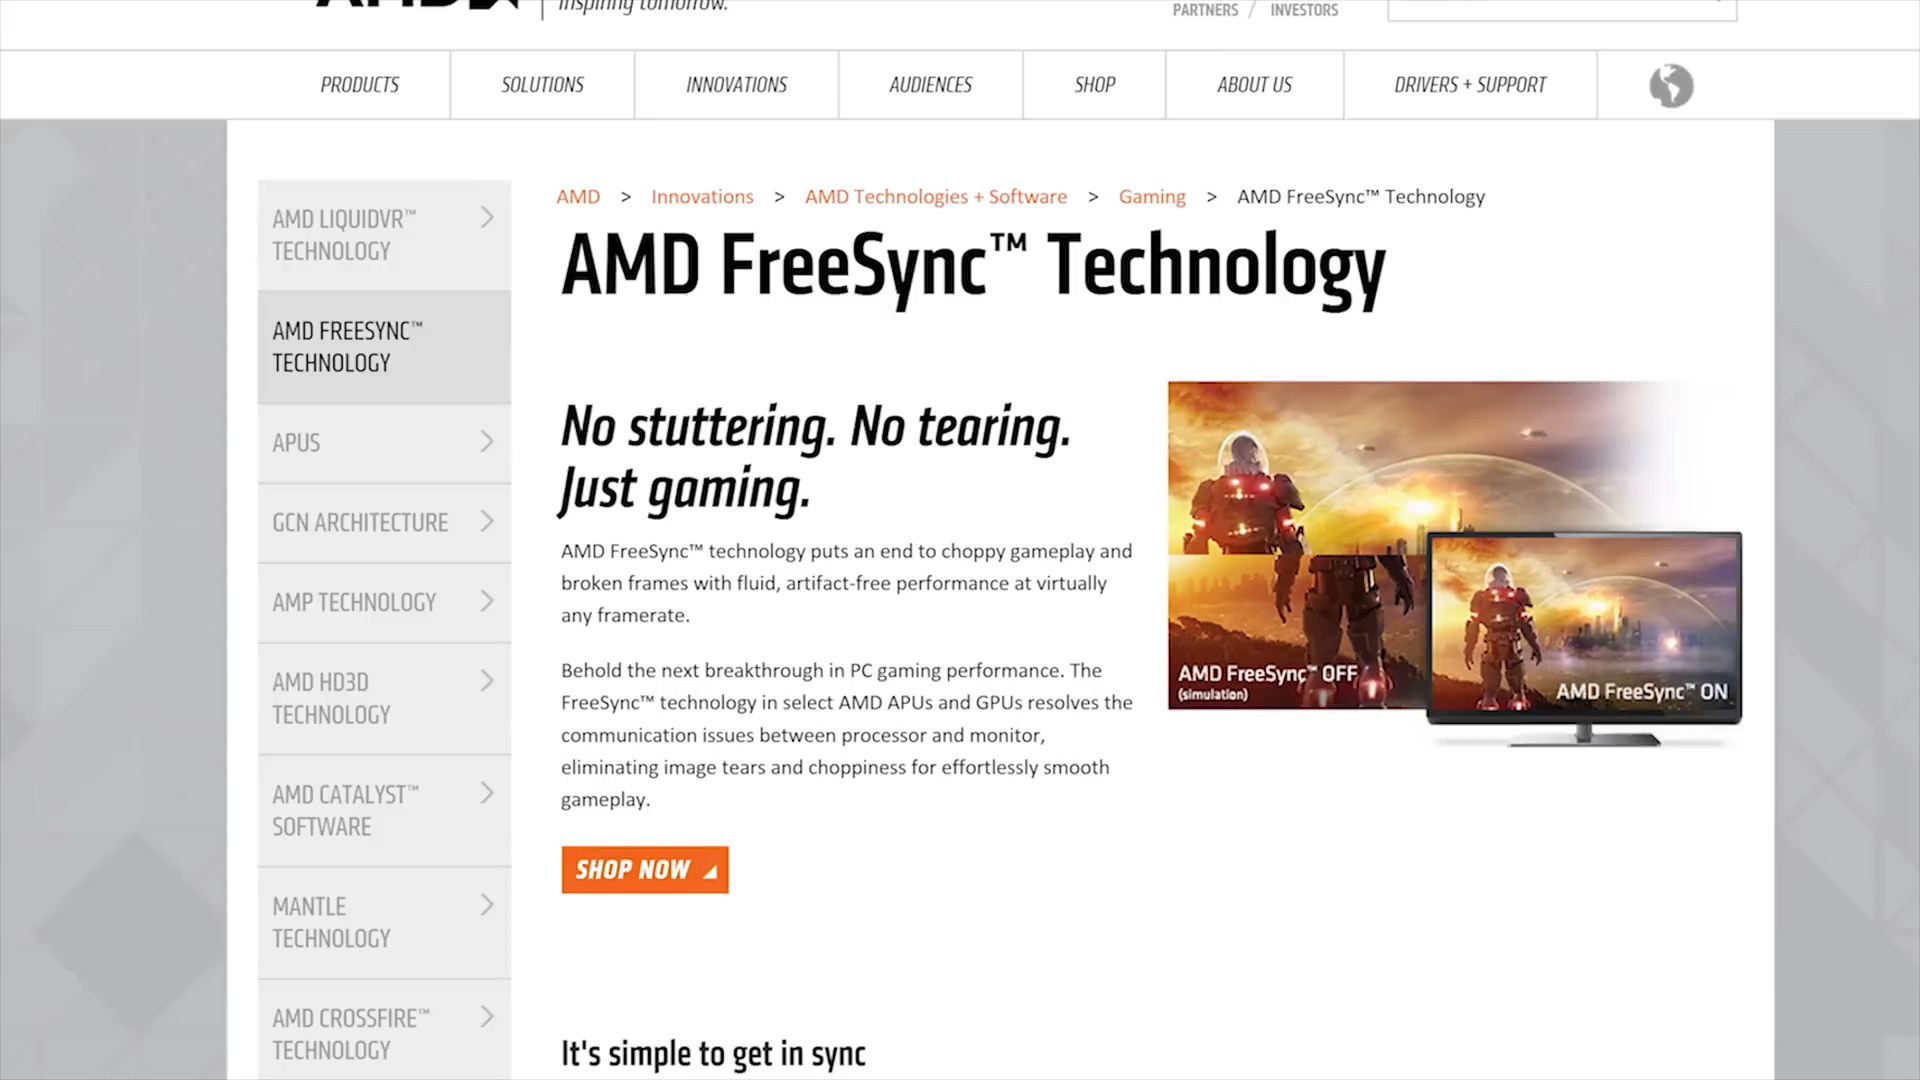 AMD
inspiring tomorrow.
PARTNERS / INVESTORS
PRODUCTS
SOLUTIONS
INNOVATIONS
AUDIENCES
SHOP
ABOUT US
DRIVERS + SUPPORT
AMD LIQUIDVR™
TECHNOLOGY
AMD FREESYNC™
TECHNOLOGY
APUS
GCN ARCHITECTURE
AMP TECHNOLOGY
AMD HD3D
TECHNOLOGY
AMD CATALYST™
SOFTWARE
MANTLE
TECHNOLOGY
AMD CROSSFIRE™
TECHNOLOGY
AMD > Innovations > AMD Technologies + Software > Gaming > AMD FreeSync™ Technology
AMD FreeSync™ Technology
No stuttering. No tearing.
Just gaming.
AMD FreeSync™ technology puts an end to choppy gameplay and
broken frames with fluid, artifact-free performance at virtually
any framerate.
Behold the next breakthrough in PC gaming performance. The
FreeSync™ technology in select AMD APUs and GPUs resolves the
communication issues between processor and monitor,
eliminating image tears and choppiness for effortlessly smooth
gameplay.
SHOP NOW
AMD FreeSync™ OFF
(simulation)
AMD FreeSync™ ON
It's simple to get in sync